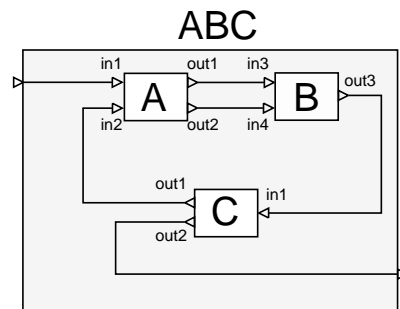 ABC
in1 out1 in3 out3
A B
in2 out2 in4
out1 in1
C
out2